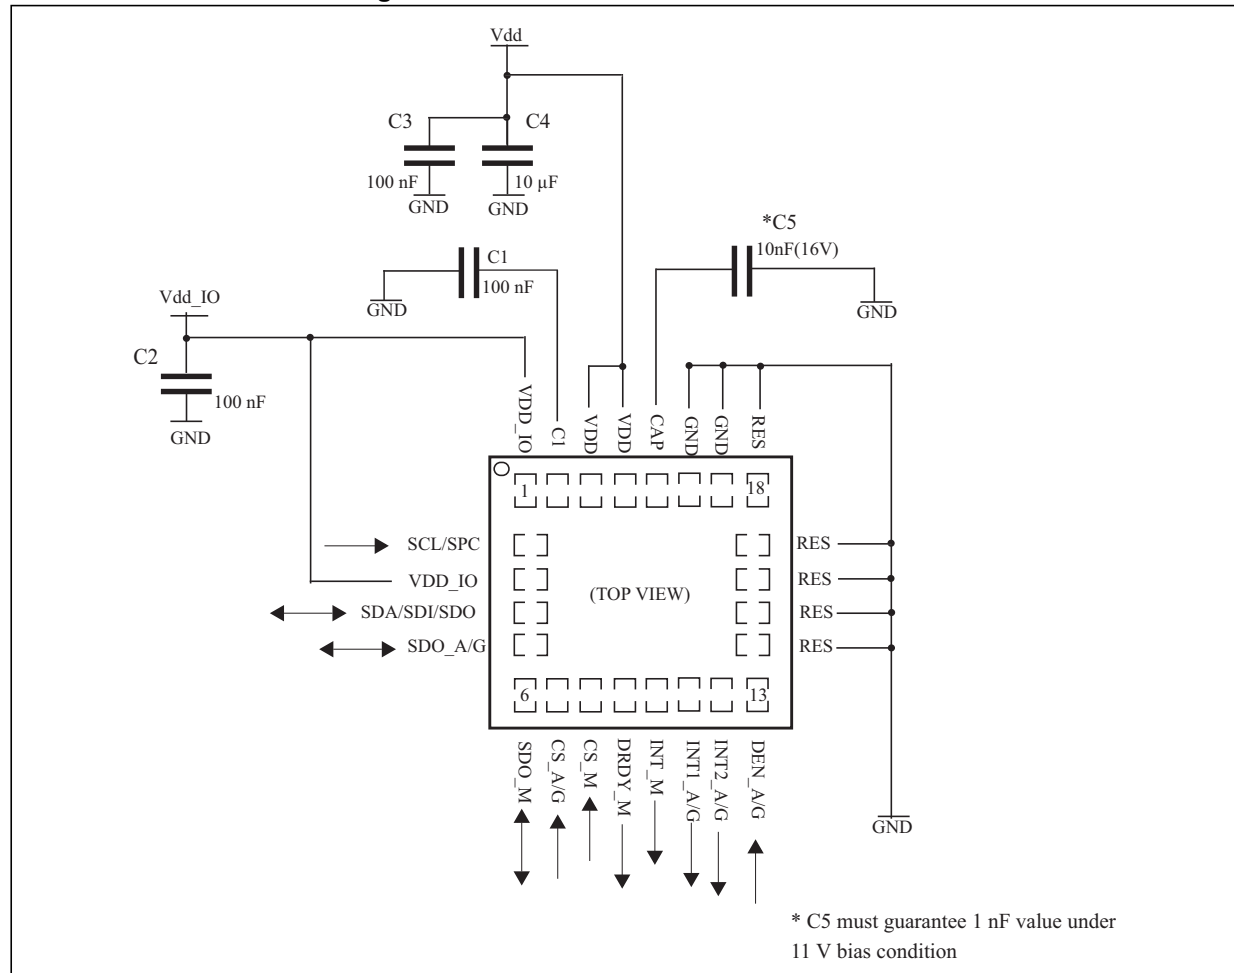 Vdd
C3
C4
100 nF
10 µF
GND
GND
*C5
10nF(16V)
C1
100 nF
GND
GND
Vdd_IO
C2
100 nF
GND
VDD_IO
C1
VDD
VDD
CAP
GND
GND
RES
1
18
SCL/SPC
RES
VDD_IO
RES
(TOP VIEW)
SDA/SDI/SDO
RES
SDO_A/G
RES
6
13
SDO_M
CS_A/G
CS_M
DRDY_M
INT_M
INT1_A/G
INT2_A/G
DEN_A/G
GND
* C5 must guarantee 1 nF value under
11 V bias condition